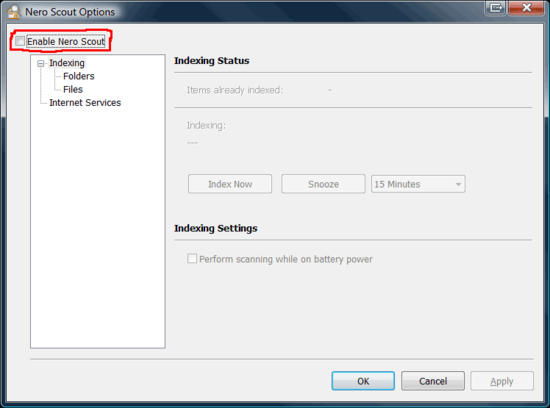 Nero Scout Options
Enable Nero Scout
Indexing
Folders
Files
Internet Services
Indexing Status
Items already indexed: -
Indexing:
---
Index Now Snooze 15 Minutes
Indexing Settings
Perform scanning while on battery power
OK Cancel Apply